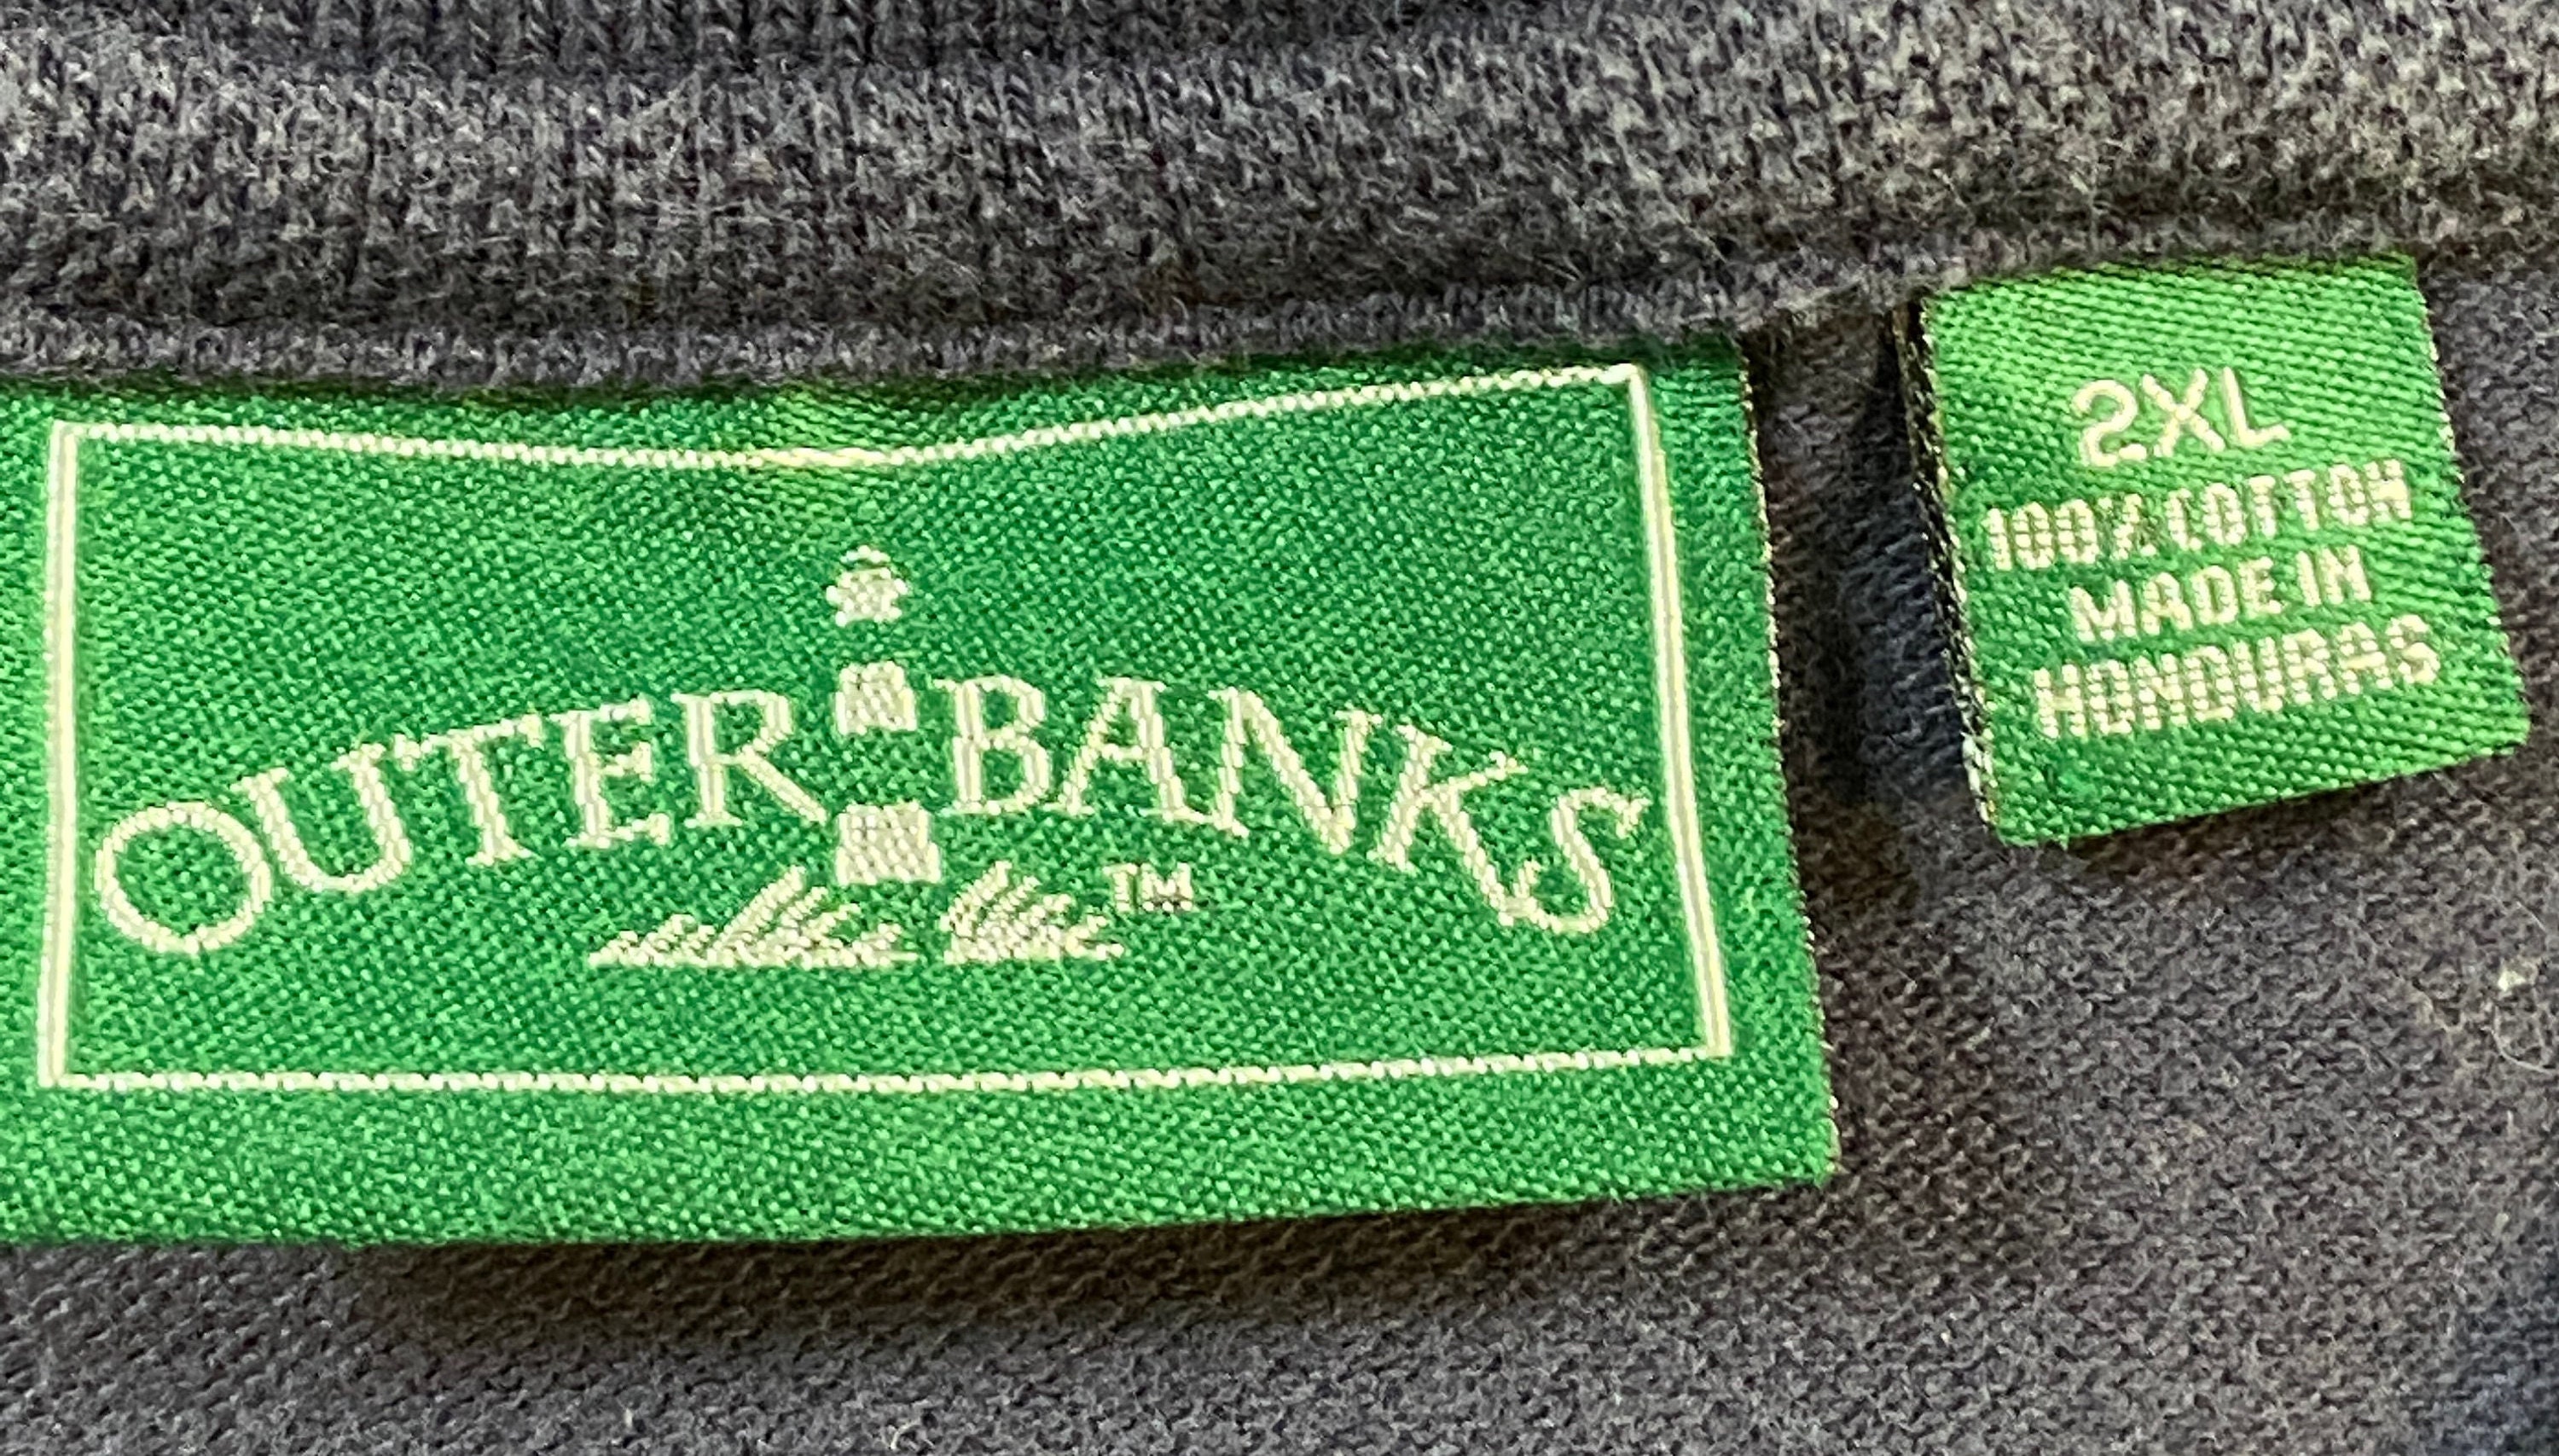 OUTER BANKS
TM
2XL
100% COTTON
MADE IN
HONDURAS